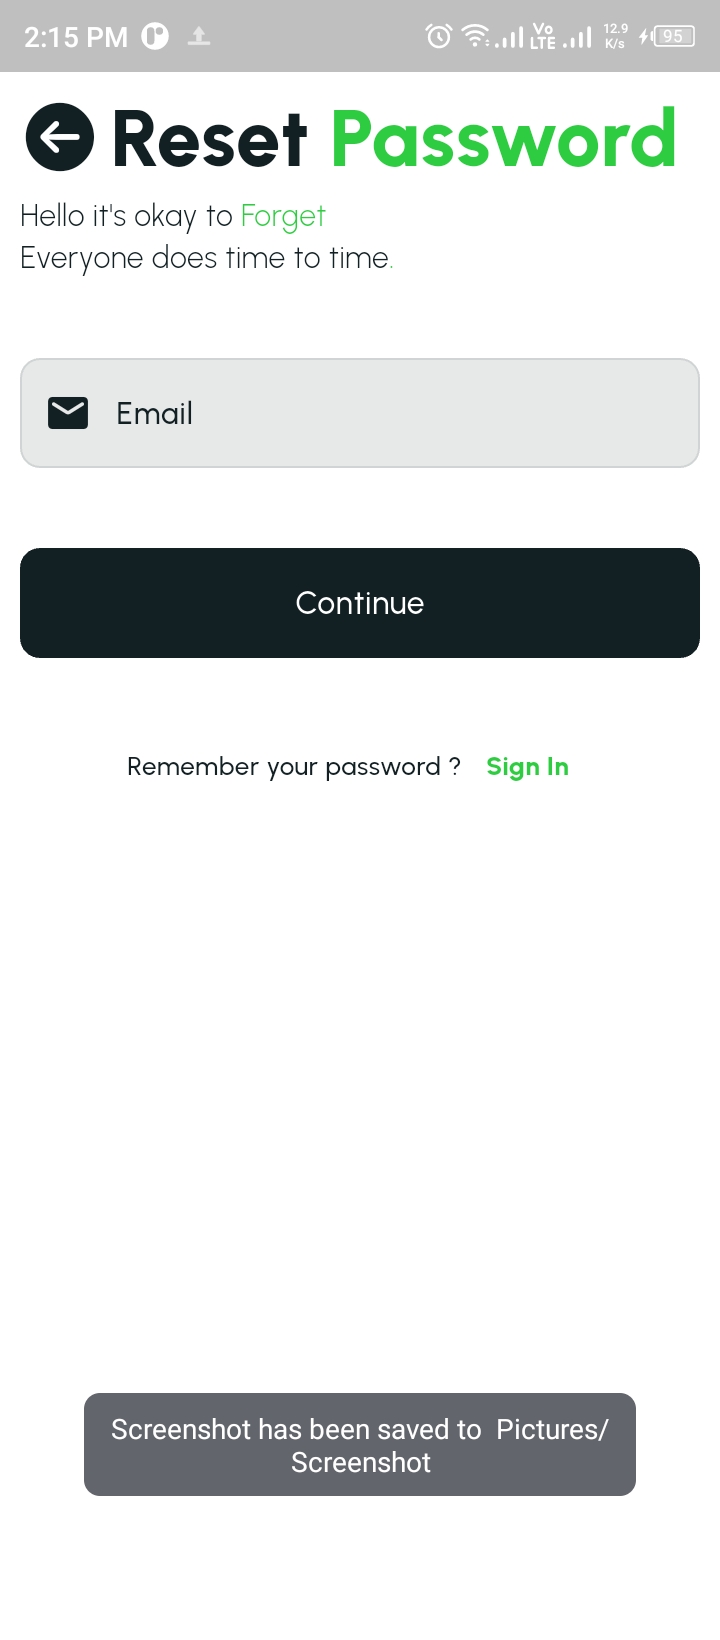 2:15 PM
Vo LTE
12.9 K/s
95
Reset Password
Hello it's okay to Forget
Everyone does time to time.
Email
Continue
Remember your password ? Sign In
Screenshot has been saved to Pictures/
Screenshot